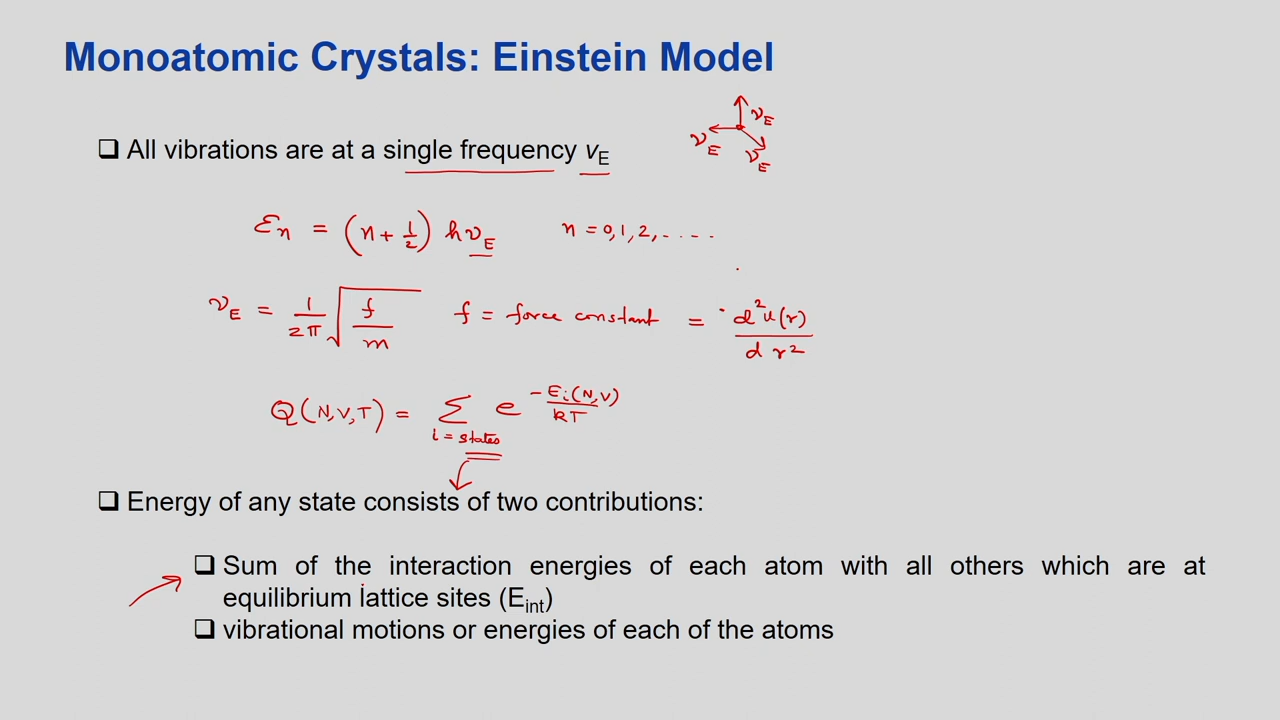 Monoatomic Crystals: Einstein Model
❑ All vibrations are at a single frequency νE
νE
νE
νE
Ɛn = (n + 1/2) hνE   n = 0, 1, 2, .....
νE = 1/2π √(f/m)   f = force constant = d²u(r)/dr²
Q(N,V,T) = Σ i = states e^(-Ei(N,V)/kT)
❑ Energy of any state consists of two contributions:
❑ Sum of the interaction energies of each atom with all others which are at
equilibrium lattice sites (Eint)
❑ vibrational motions or energies of each of the atoms